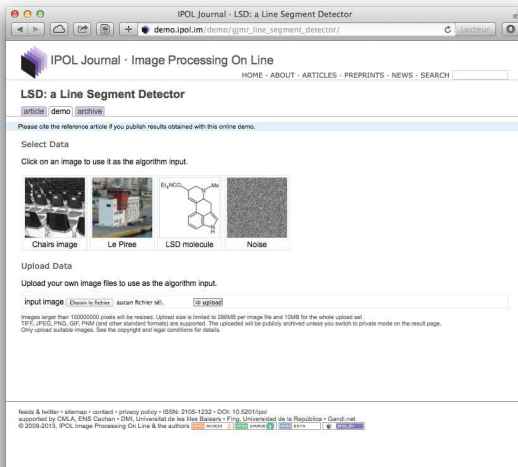 IPOL Journal · LSD: a Line Segment Detector
demo.ipol.im/demo/gjmr_line_segment_detector/
Lecteur
IPOL Journal · Image Processing On Line
HOME · ABOUT · ARTICLES · PREPRINTS · NEWS · SEARCH
LSD: a Line Segment Detector
article demo archive
Please cite the reference article if you publish results obtained with this online demo.
Select Data
Click on an image to use it as the algorithm input.
Et₂NCO
N
Me
N
H
Chairs image Le Piree LSD molecule Noise
Upload Data
Upload your own image files to use as the algorithm input.
input image Choisir le fichier aucun fichier sél. upload
Images larger than 100000000 pixels will be resized. Upload size is limited to 286MB per image file and 10MB for the whole upload set .
TIFF, JPEG, PNG, GIF, PNM (and other standard formats) are supported. The uploaded will be publicly archived unless you switch to private mode on the result page.
Only upload suitable images. See the copyright and legal conditions for details.
feeds & twitter • sitemap • contact • privacy policy • ISSN: 2105-1232 • DOI: 10.5201/ipol
supported by CMLA, ENS Cachan • DMI, Universitat de les Illes Balears • Fing, Universidad de la República • Gandi.net
© 2009-2013, IPOL Image Processing On Line & the authors